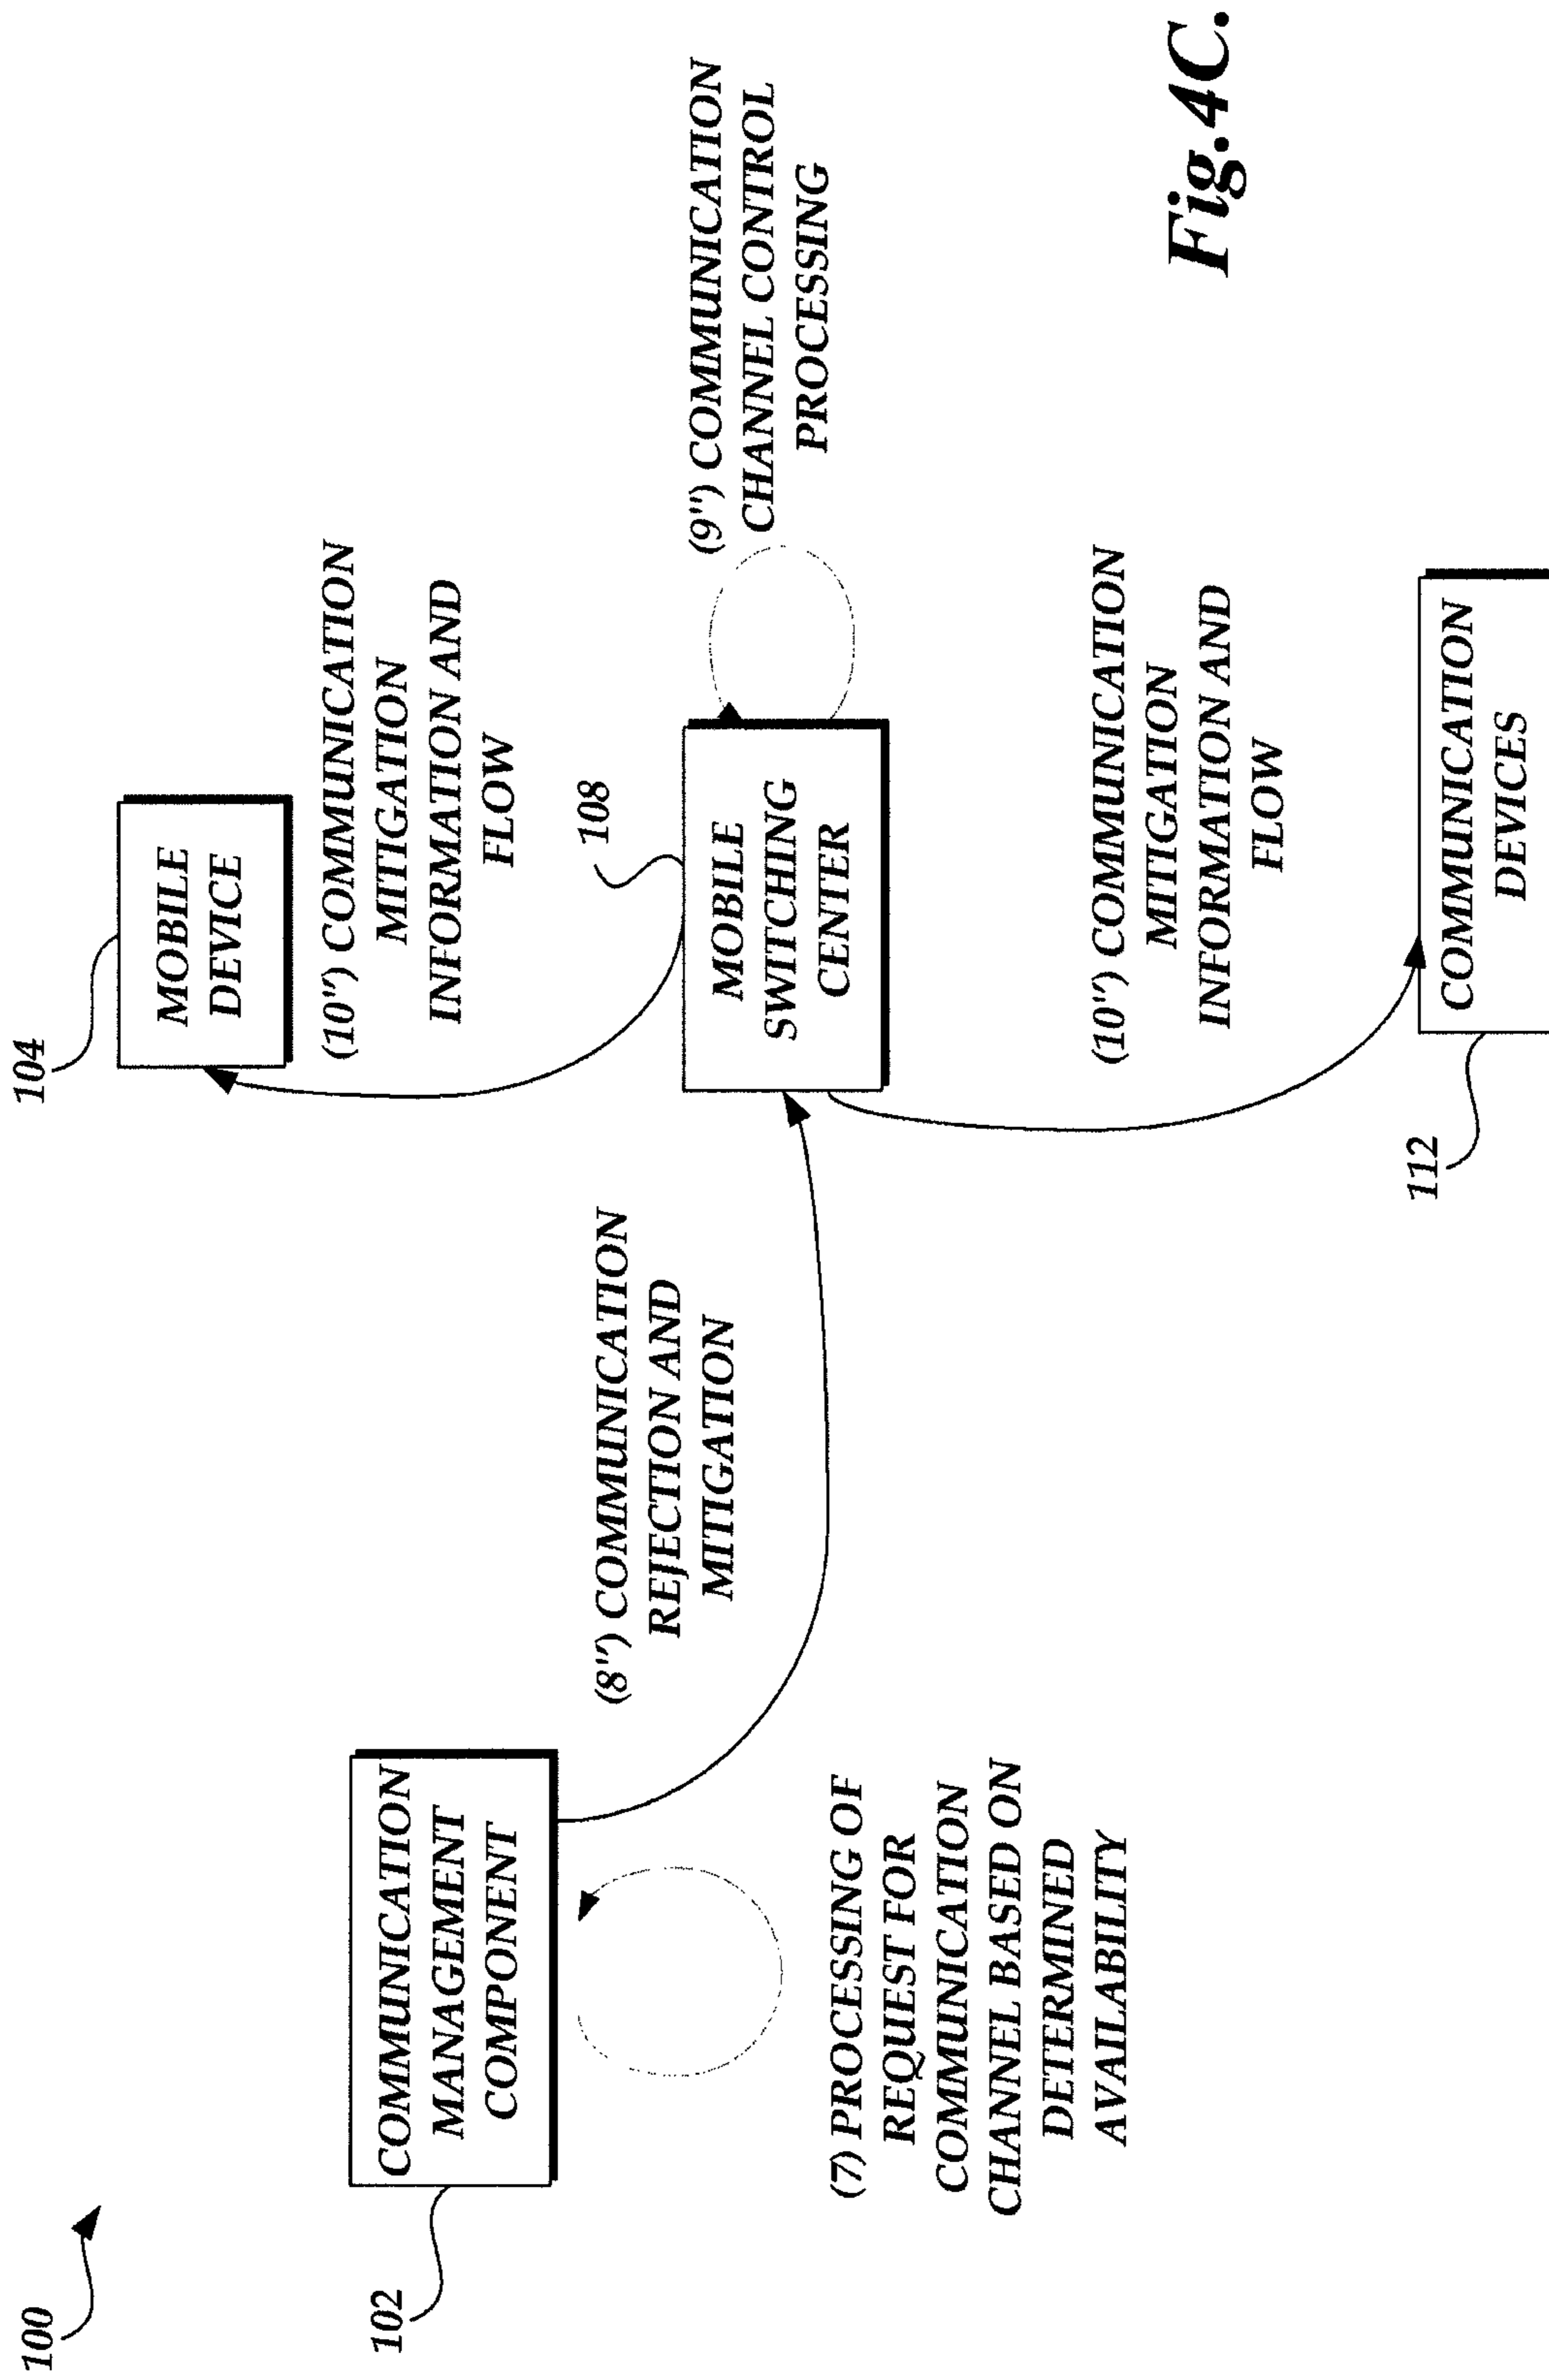 100
102
COMMUNICATION
MANAGEMENT
COMPONENT
(7) PROCESSING OF
REQUEST FOR
COMMUNICATION
CHANNEL BASED ON
DETERMINED
AVAILABILITY
(8") COMMUNICATION
REJECTION AND
MITIGATION
104
MOBILE
DEVICE
(10") COMMUNICATION
MITIGATION
INFORMATION AND
FLOW
108
MOBILE
SWITCHING
CENTER
(9") COMMUNICATION
CHANNEL CONTROL
PROCESSING
(10") COMMUNICATION
MITIGATION
INFORMATION AND
FLOW
112
COMMUNICATION
DEVICES
Fig.4C.